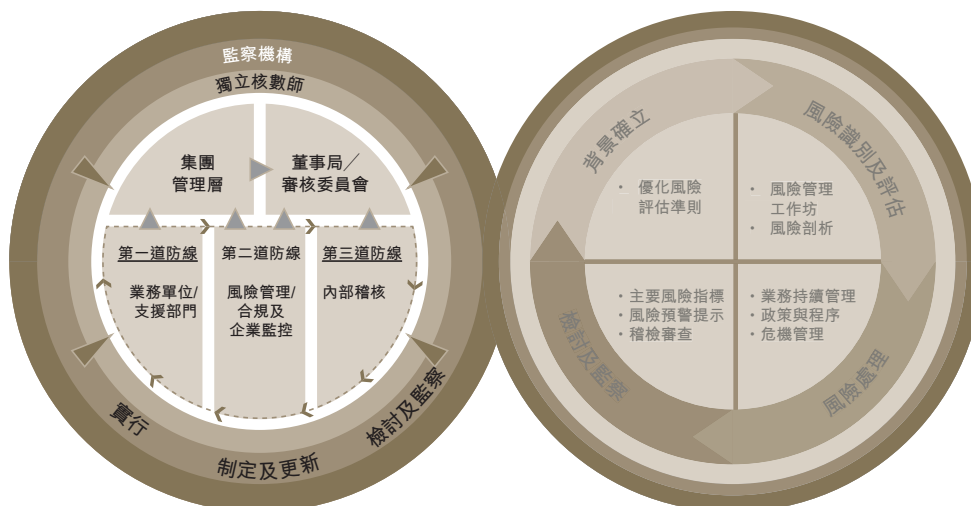 監察機構
獨立核數師
集團
管理層
董事局／
審核委員會
第一道防線
業務單位/
支援部門
第二道防線
風險管理/
合規及
企業監控
第三道防線
內部稽核
實行
制定及更新
檢討及監察
背景確立
風險識別及評估
• 優化風險
評估準則
• 風險管理
工作坊
• 風險剖析
• 主要風險指標
• 風險預警提示
• 稽檢審查
• 業務持續管理
• 政策與程序
• 危機管理
檢討及監察
風險處理